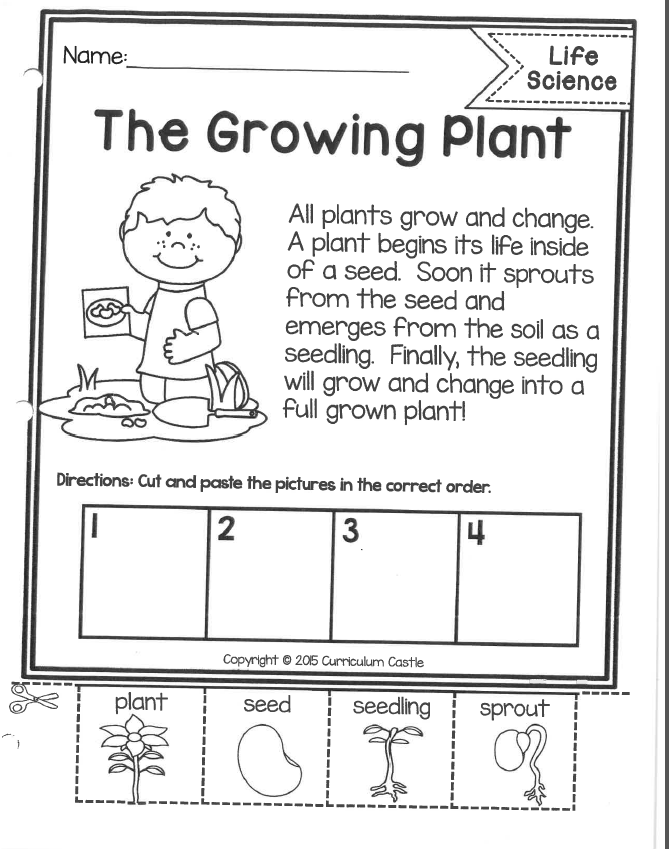 Name:
Life
Science
The Growing Plant
All plants grow and change.
A plant begins its life inside
of a seed. Soon it sprouts
from the seed and
emerges from the soil as a
seedling. Finally, the seedling
will grow and change into a
full grown plant!
Directions: Cut and paste the pictures in the correct order.
1 2 3 4
Copyright © 2015 Curriculum Castle
plant seed seedling sprout